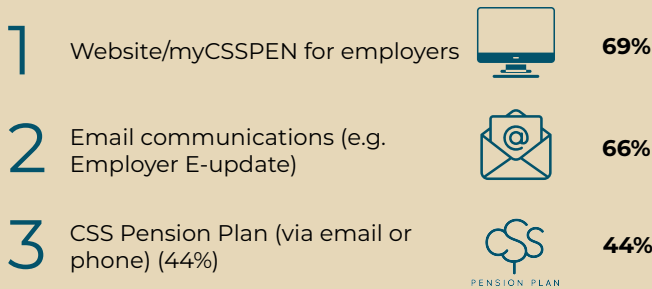 1
Website/myCSSPEN for employers
69%
2
Email communications (e.g.
Employer E-update)
@
66%
3
CSS Pension Plan (via email or
phone) (44%)
CSS
PENSION PLAN
44%